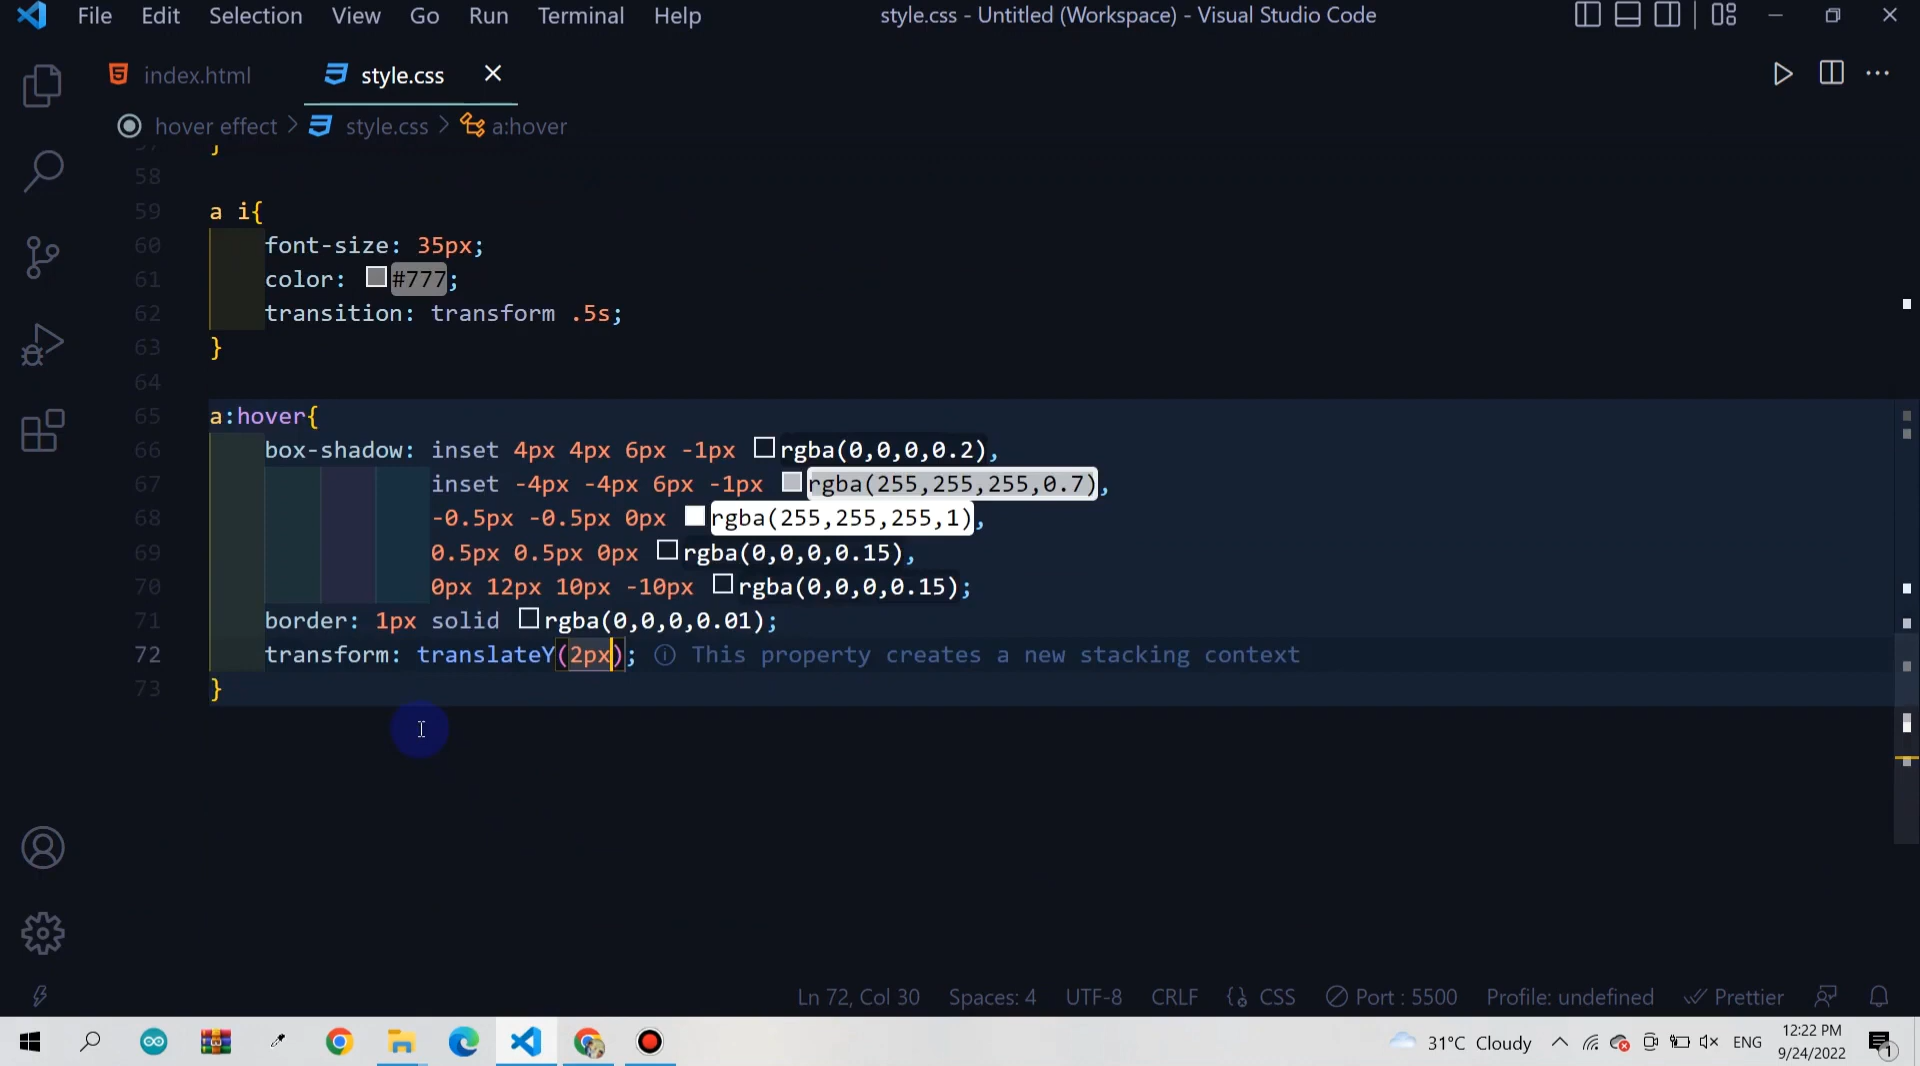 File Edit Selection View Go Run Terminal Help style.css - Untitled (Workspace) - Visual Studio Code
index.html style.css
hover effect > style.css > a:hover
57 }
58
59 a i{
60 font-size: 35px;
61 color: #777;
62 transition: transform .5s;
63 }
64
65 a:hover{
66 box-shadow: inset 4px 4px 6px -1px rgba(0,0,0,0.2),
67 inset -4px -4px 6px -1px rgba(255,255,255,0.7),
68 -0.5px -0.5px 0px rgba(255,255,255,1),
69 0.5px 0.5px 0px rgba(0,0,0,0.15),
70 0px 12px 10px -10px rgba(0,0,0,0.15);
71 border: 1px solid rgba(0,0,0,0.01);
72 transform: translateY(2px); This property creates a new stacking context
73 }
Ln 72, Col 30 Spaces: 4 UTF-8 CRLF {} CSS Port : 5500 Profile: undefined Prettier
31°C Cloudy ENG 12:22 PM
9/24/2022 1